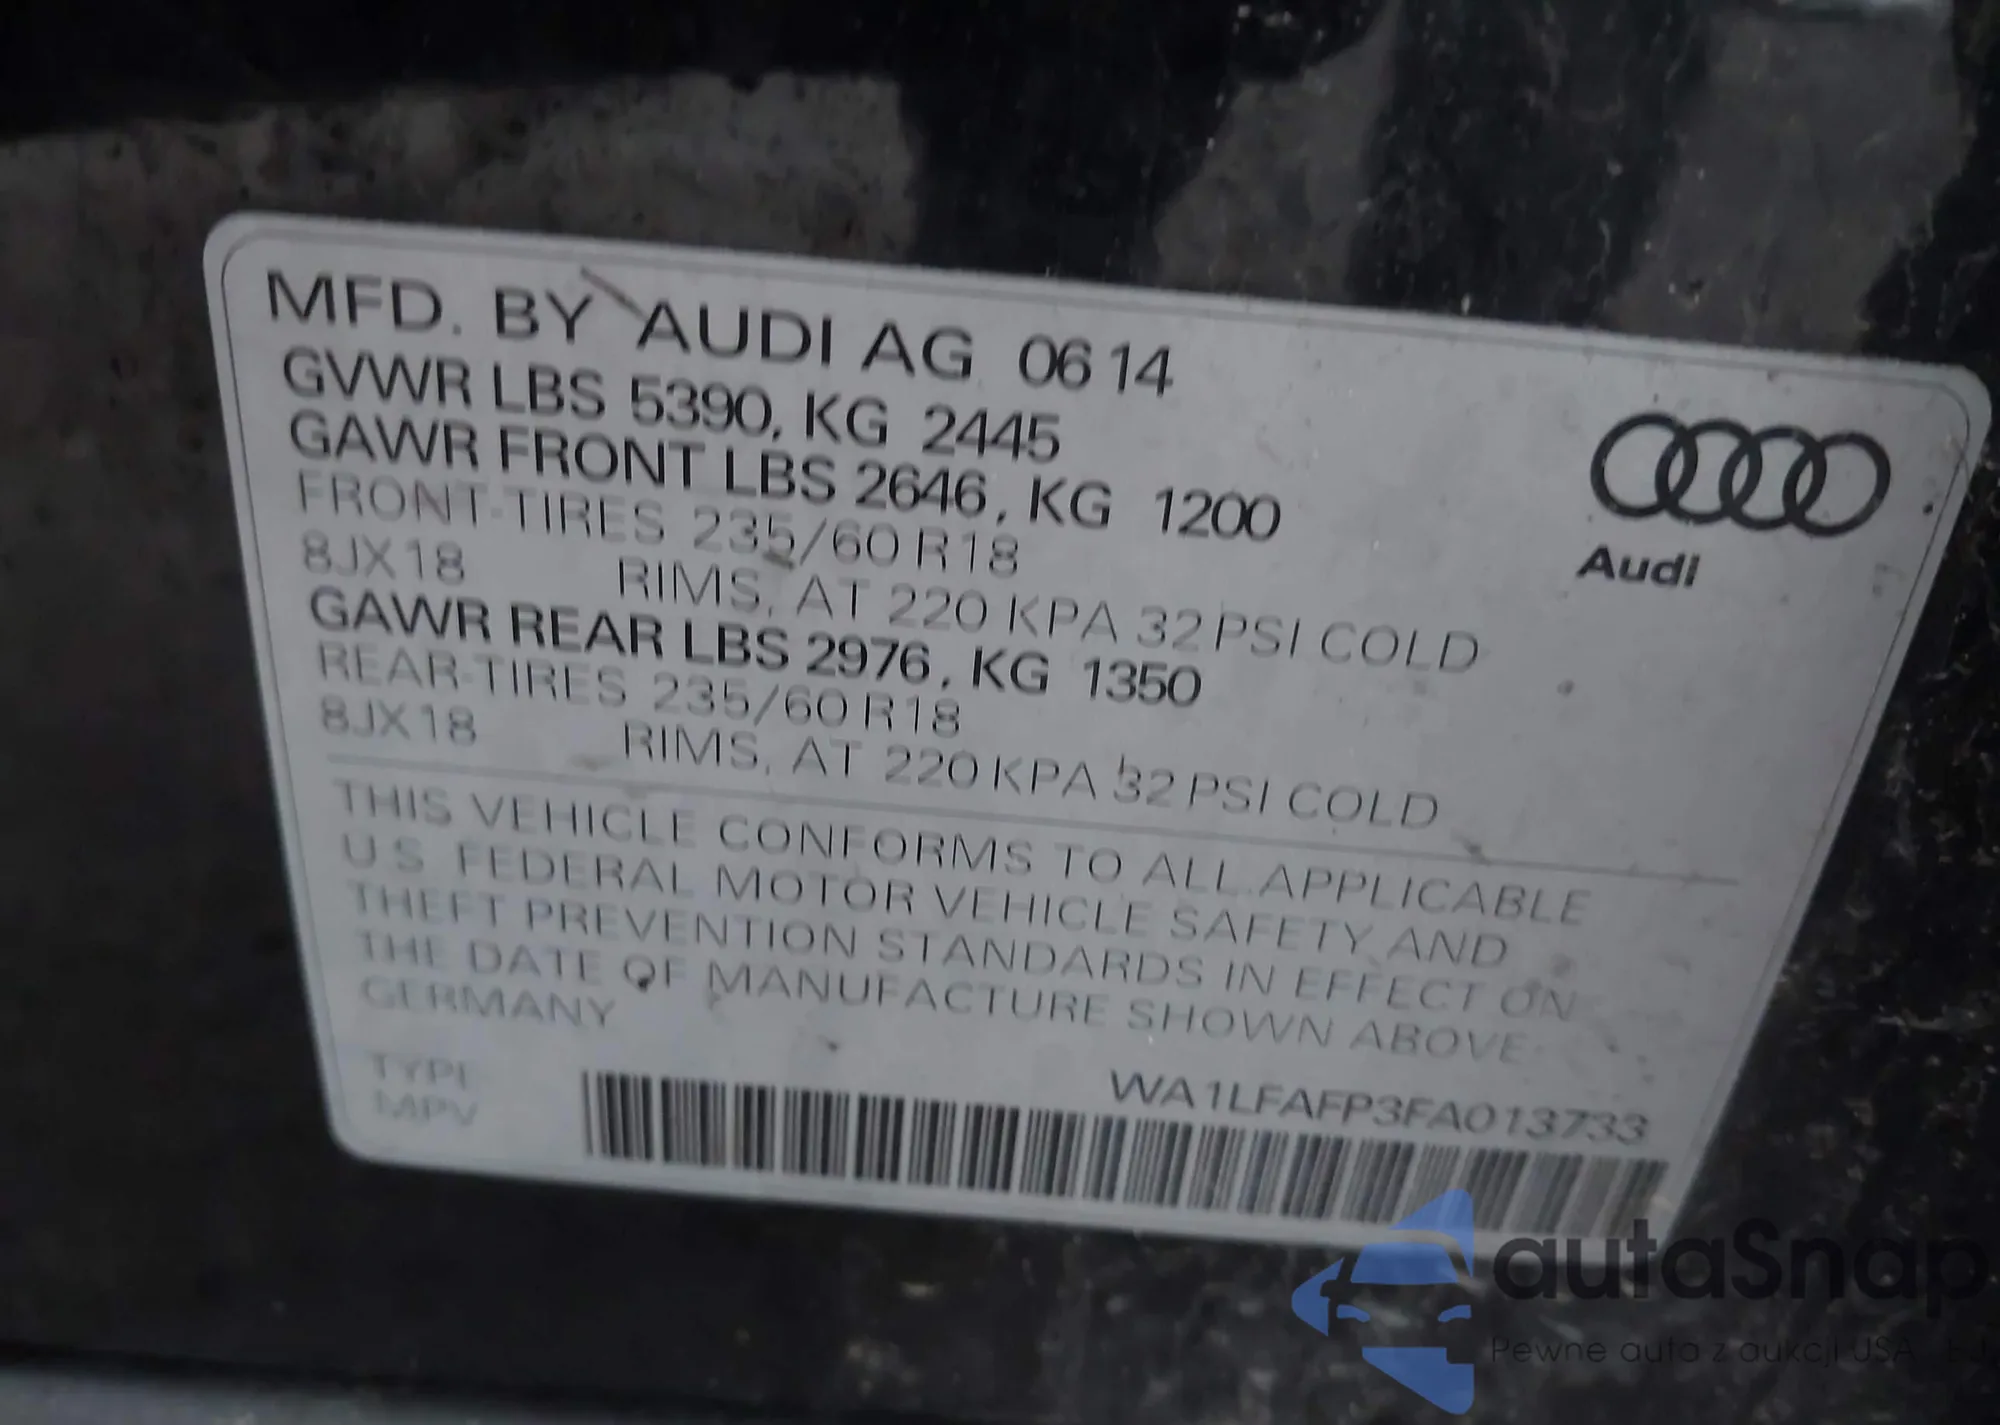 MFD. BY AUDI AG 06 14
GVWR LBS 5390, KG 2445
GAWR FRONT LBS 2646, KG 1200
FRONT-TIRES 235/60 R18
8JX18 RIMS, AT 220 KPA 32 PSI COLD
GAWR REAR LBS 2976, KG 1350
REAR-TIRES 235/60 R18
8JX18 RIMS, AT 220 KPA 32 PSI COLD
Audi
THIS VEHICLE CONFORMS TO ALL APPLICABLE
U S FEDERAL MOTOR VEHICLE SAFETY AND
THEFT PREVENTION STANDARDS IN EFFECT ON
THE DATE OF MANUFACTURE SHOWN ABOVE
GERMANY
TYPE
MPV
WA1LFAFP3FA013733
autaSnap
Pewne auta z aukcji USA